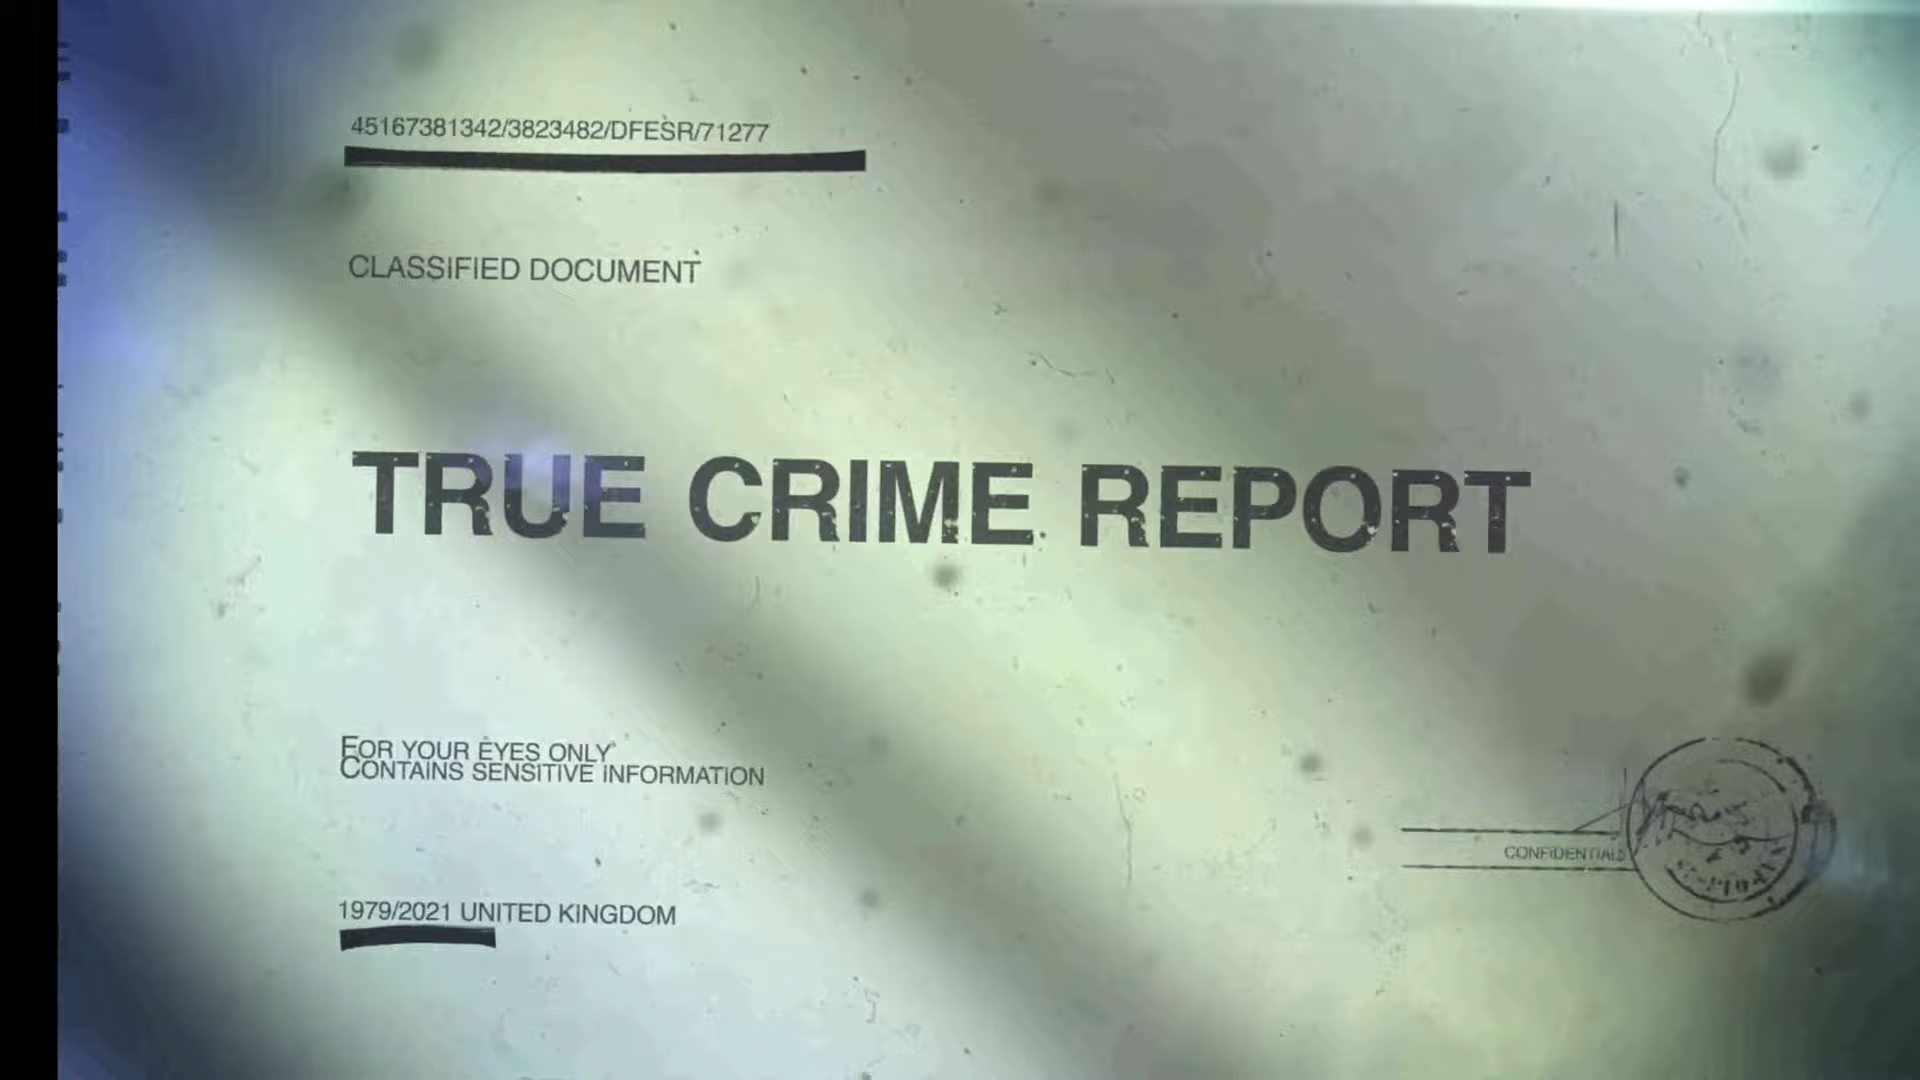 45167381342/3823482/DFESR/71277
CLASSIFIED DOCUMENT
TRUE CRIME REPORT
FOR YOUR EYES ONLY
CONTAINS SENSITIVE INFORMATION
CONFIDENTIAL
1979/2021 UNITED KINGDOM